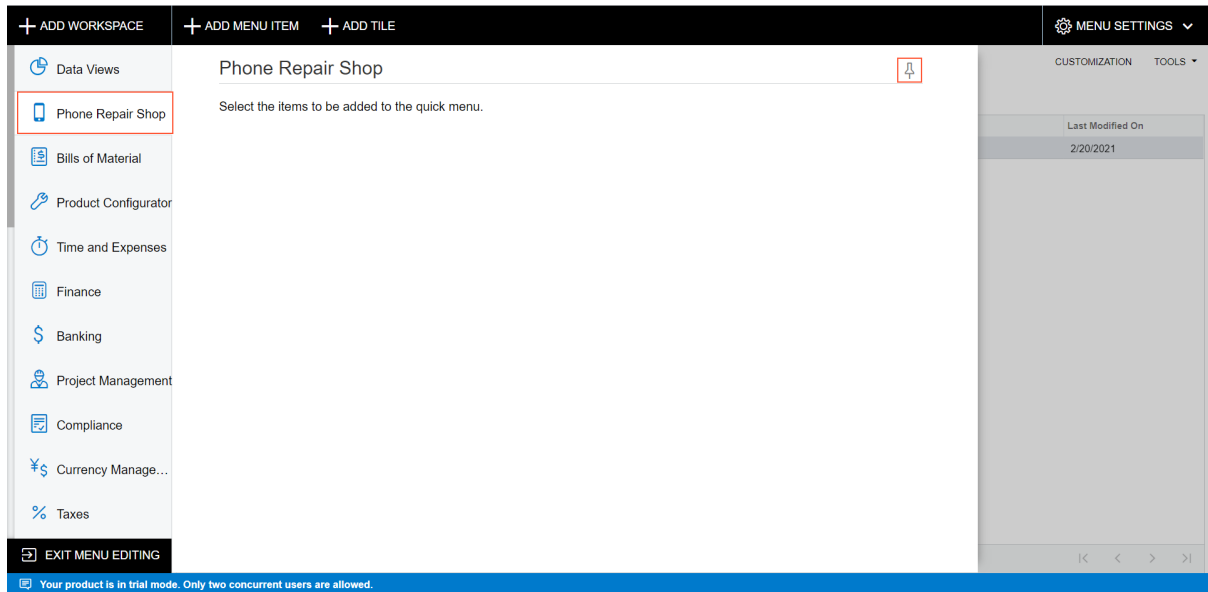 ADD WORKSPACE
ADD MENU ITEM
ADD TILE
MENU SETTINGS
Data Views
Phone Repair Shop
Bills of Material
Product Configurator
Time and Expenses
Finance
Banking
Project Management
Compliance
Currency Manage...
Taxes
EXIT MENU EDITING
Phone Repair Shop
Select the items to be added to the quick menu.
CUSTOMIZATION
TOOLS
Last Modified On
2/20/2021
Your product is in trial mode. Only two concurrent users are allowed.